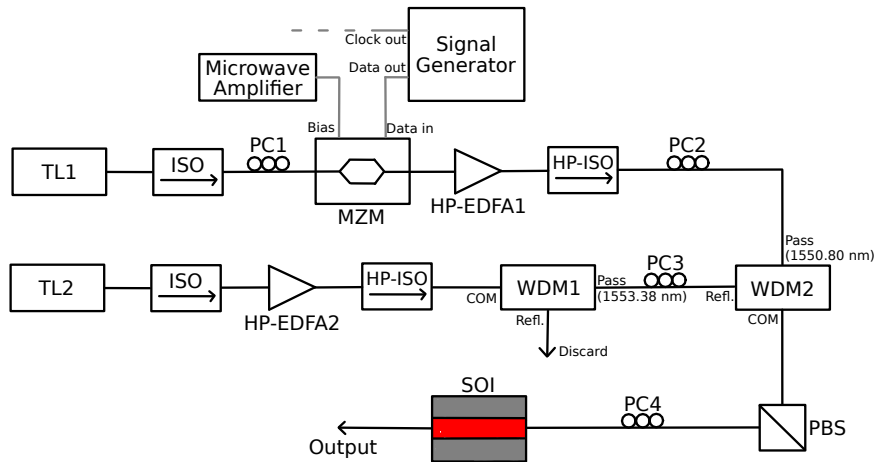 Clock out
Signal
Generator
Microwave
Amplifier
Data out
Bias
Data in
TL1
ISO
PC1
MZM
HP-EDFA1
HP-ISO
PC2
Pass
(1550.80 nm)
TL2
ISO
HP-EDFA2
HP-ISO
COM
WDM1
Pass
(1553.38 nm)
PC3
Refl.
WDM2
Refl.
COM
Discard
SOI
PC4
PBS
Output